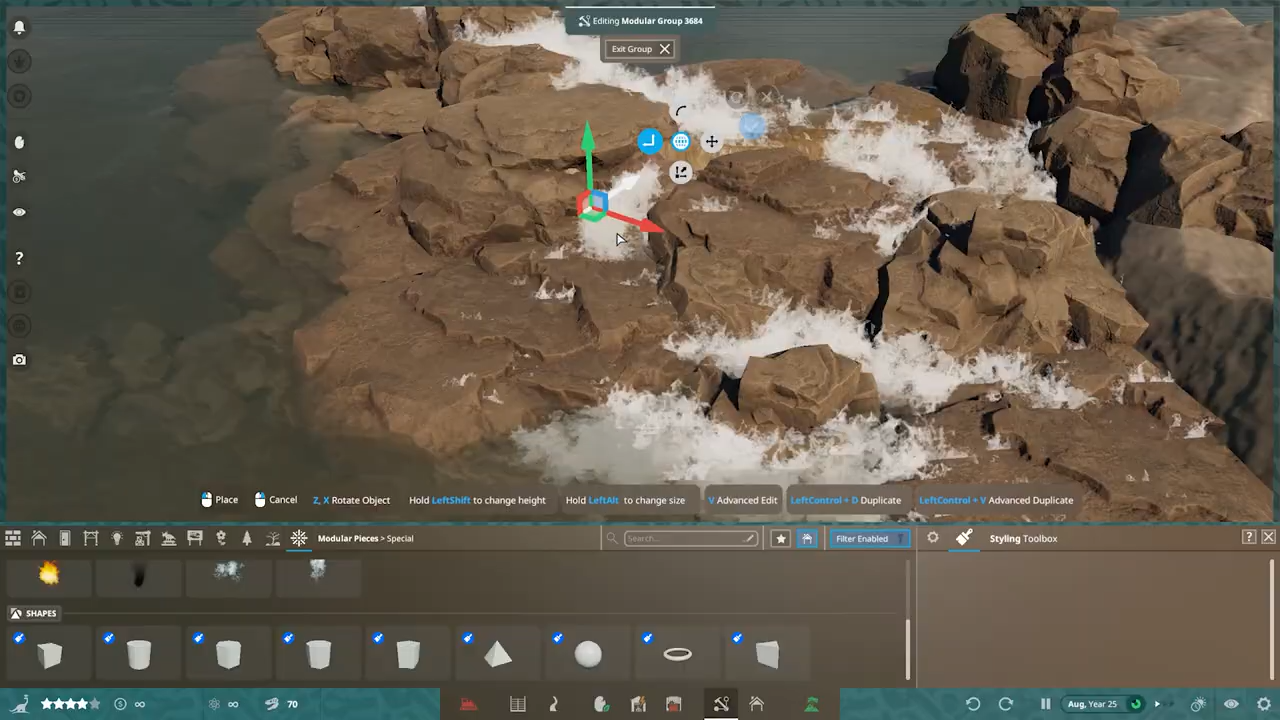 Editing Modular Group 3684
Exit Group
Place
Cancel
Z, X Rotate Object
Hold LeftShift to change height
Hold LeftAlt to change size
V Advanced Edit
LeftControl + D Duplicate
LeftControl + V Advanced Duplicate
Modular Pieces > Special
Search...
Filter Enabled
Styling Toolbox
?
SHAPES
∞
∞
70
Aug, Year 25